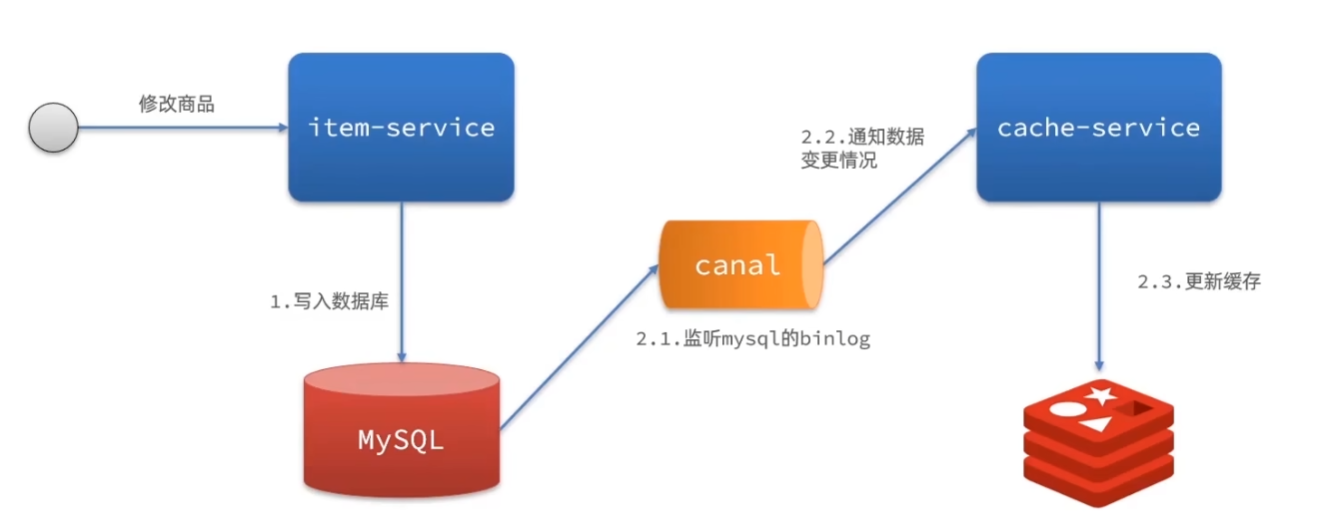 修改商品
item-service
cache-service
2.2.通知数据
变更情况
canal
2.3.更新缓存
1.写入数据库
2.1.监听mysql的binlog
MySQL